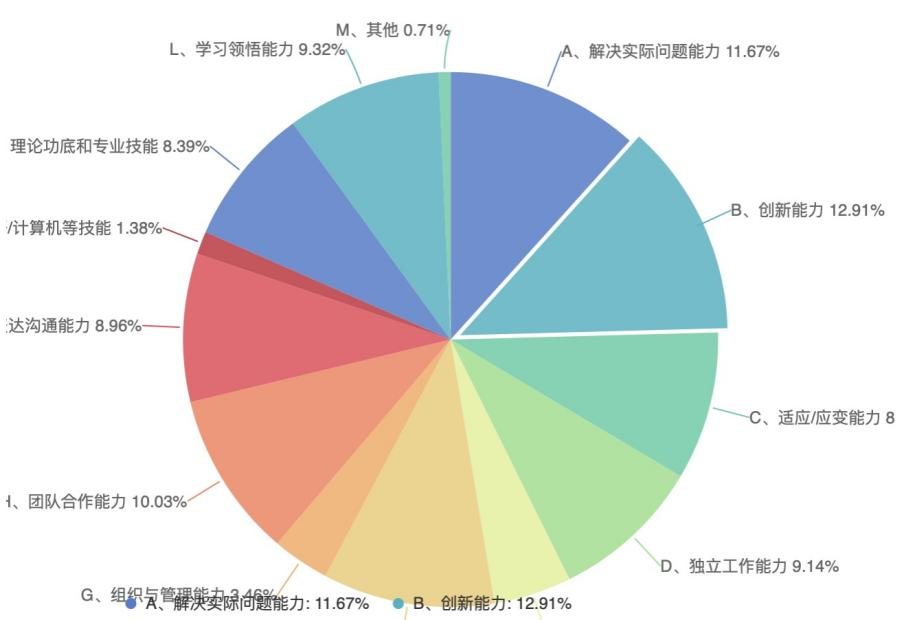 M、其他 0.71%
L、学习领悟能力 9.32%
A、解决实际问题能力 11.67%
理论功底和专业技能 8.39%
B、创新能力 12.91%
/计算机等技能 1.38%
达沟通能力 8.96%
C、适应/应变能力 8
H、团队合作能力 10.03%
D、独立工作能力 9.14%
G、组织与管理能力 3.46%
A、解决实际问题能力: 11.67% B、创新能力: 12.91%